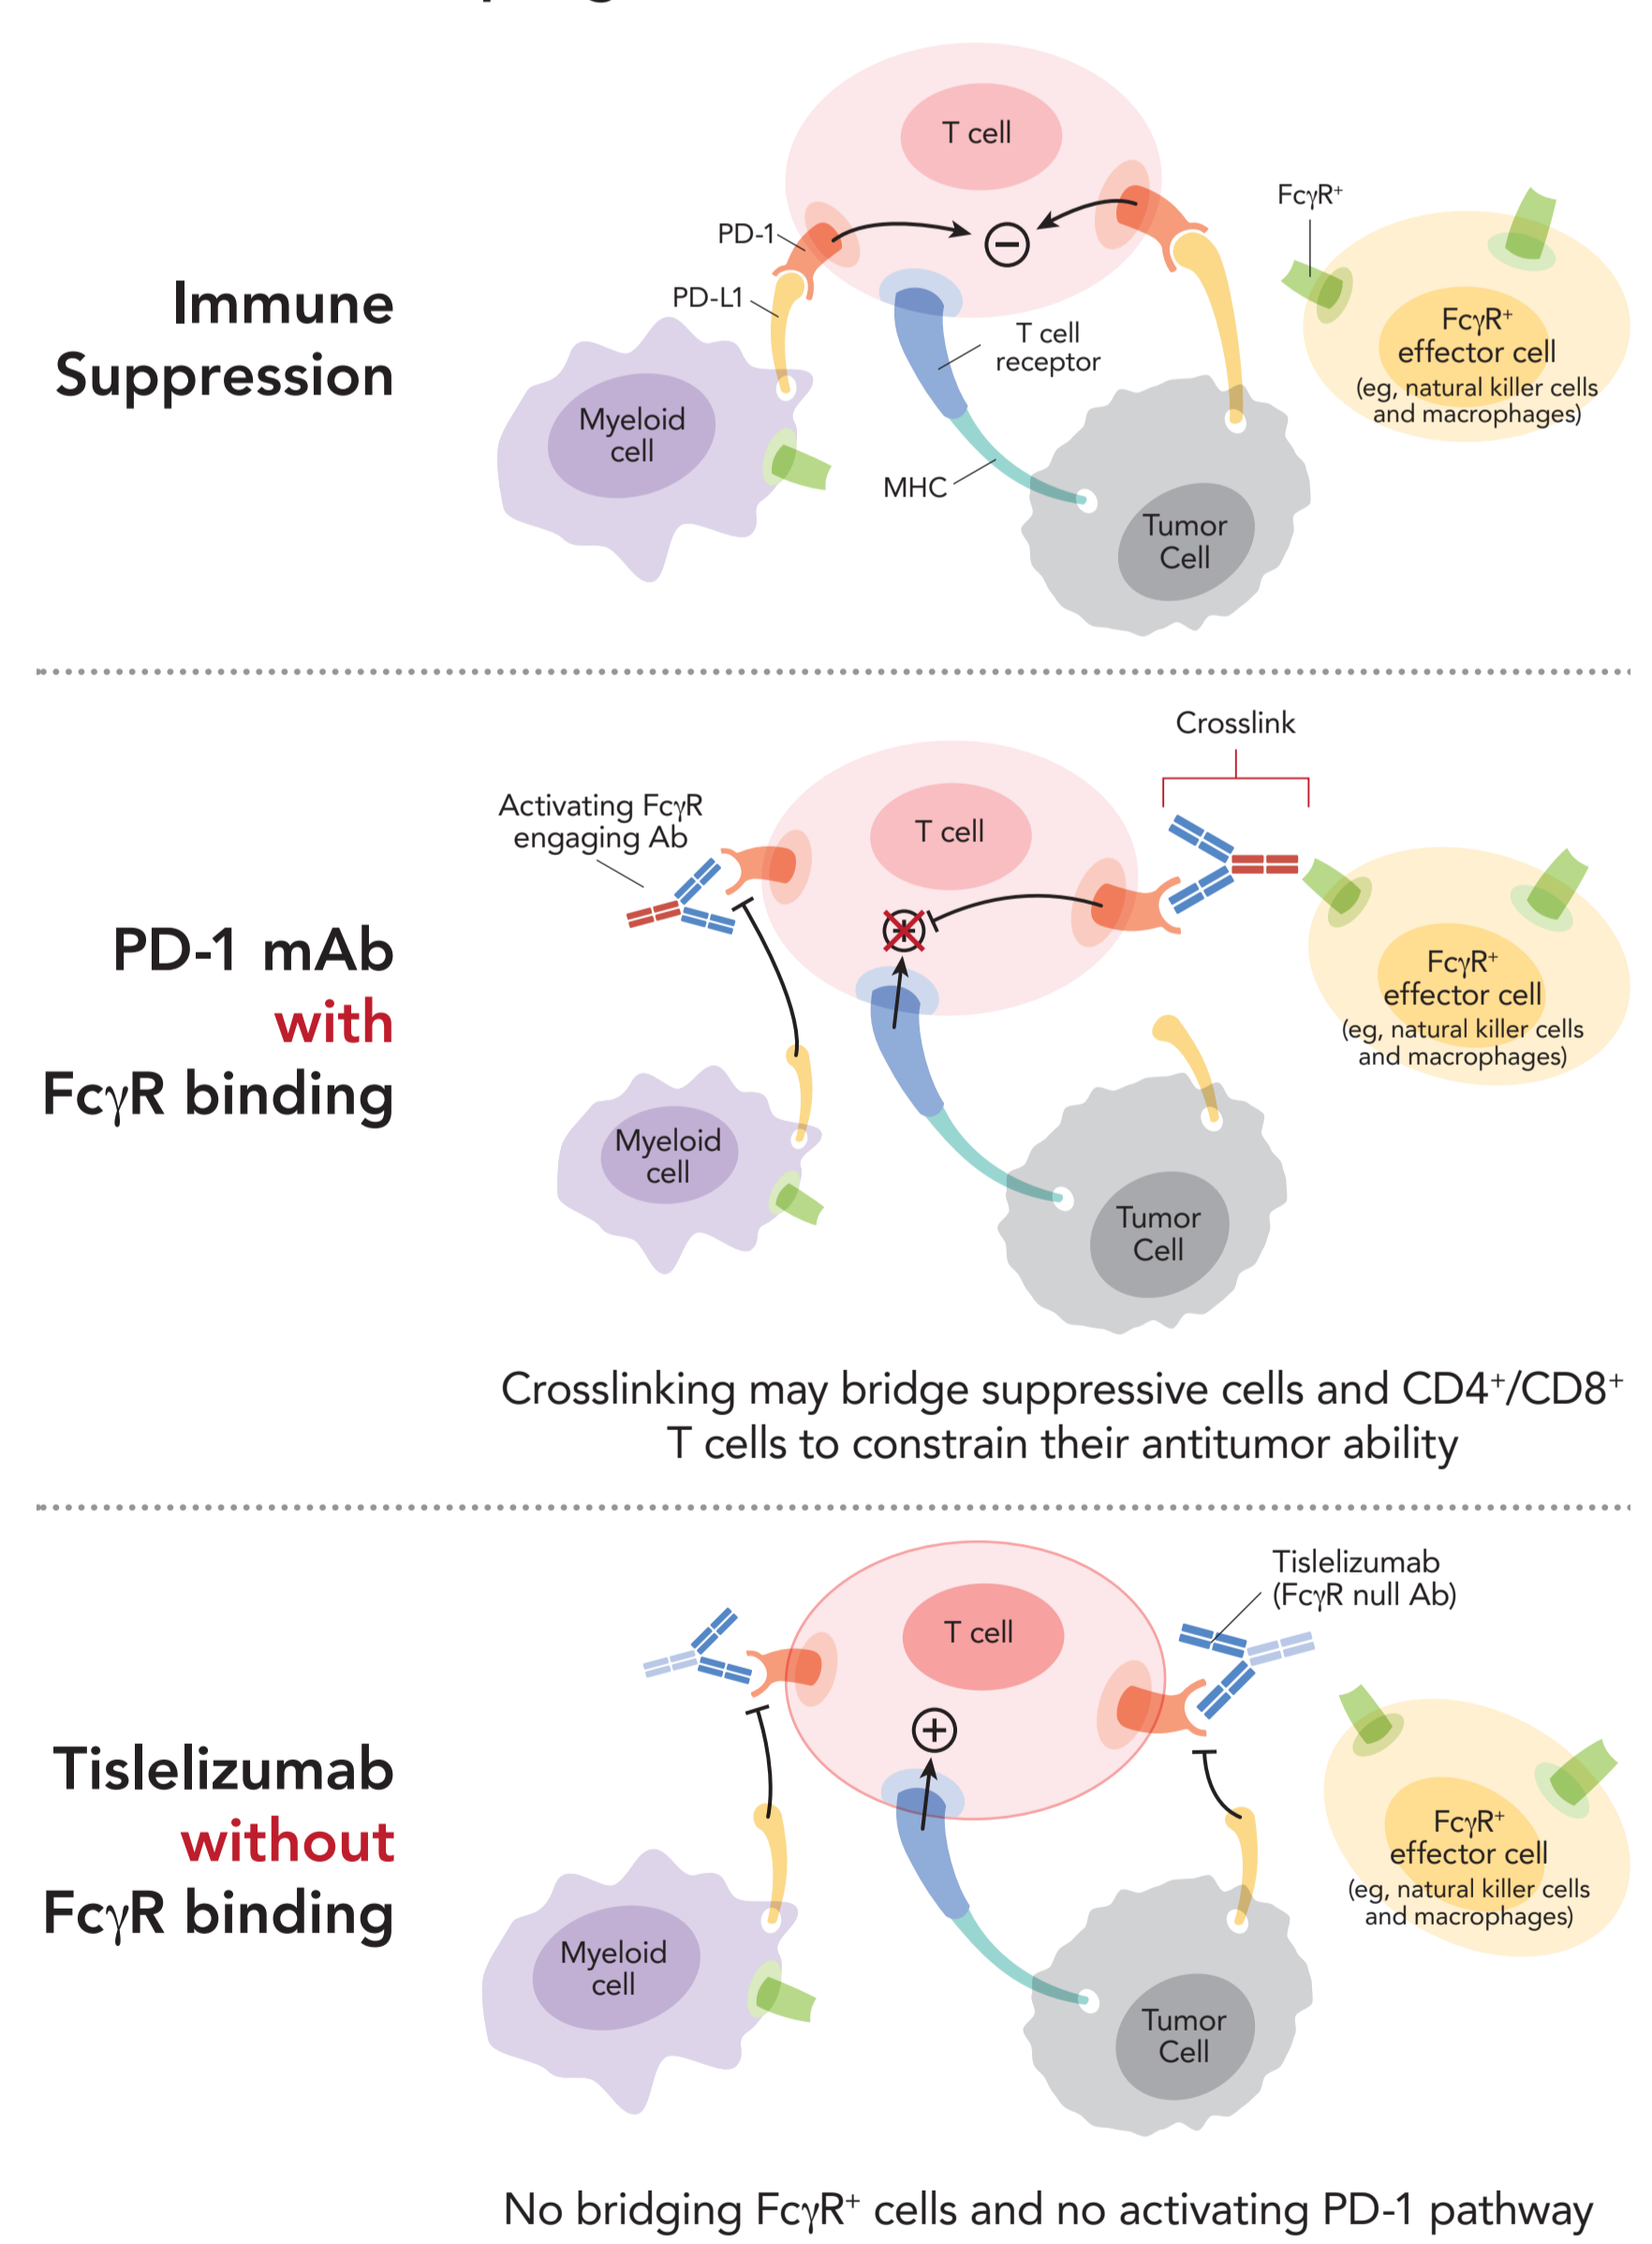 T cell
FcγR+
PD-1
PD-L1
Immune
Suppression
T cell
receptor
FcγR+
effector cell
(eg, natural killer cells
and macrophages)
Myeloid
cell
MHC
Tumor
Cell
Crosslink
Activating FcγR
engaging Ab
T cell
PD-1 mAb
with
FcγR binding
FcγR+
effector cell
(eg, natural killer cells
and macrophages)
Myeloid
cell
Tumor
Cell
Crosslinking may bridge suppressive cells and CD4+/CD8+
T cells to constrain their antitumor ability
Tislelizumab
(FcγR null Ab)
T cell
Tislelizumab
without
FcγR binding
FcγR+
effector cell
(eg, natural killer cells
and macrophages)
Myeloid
cell
Tumor
Cell
No bridging FcγR+ cells and no activating PD-1 pathway